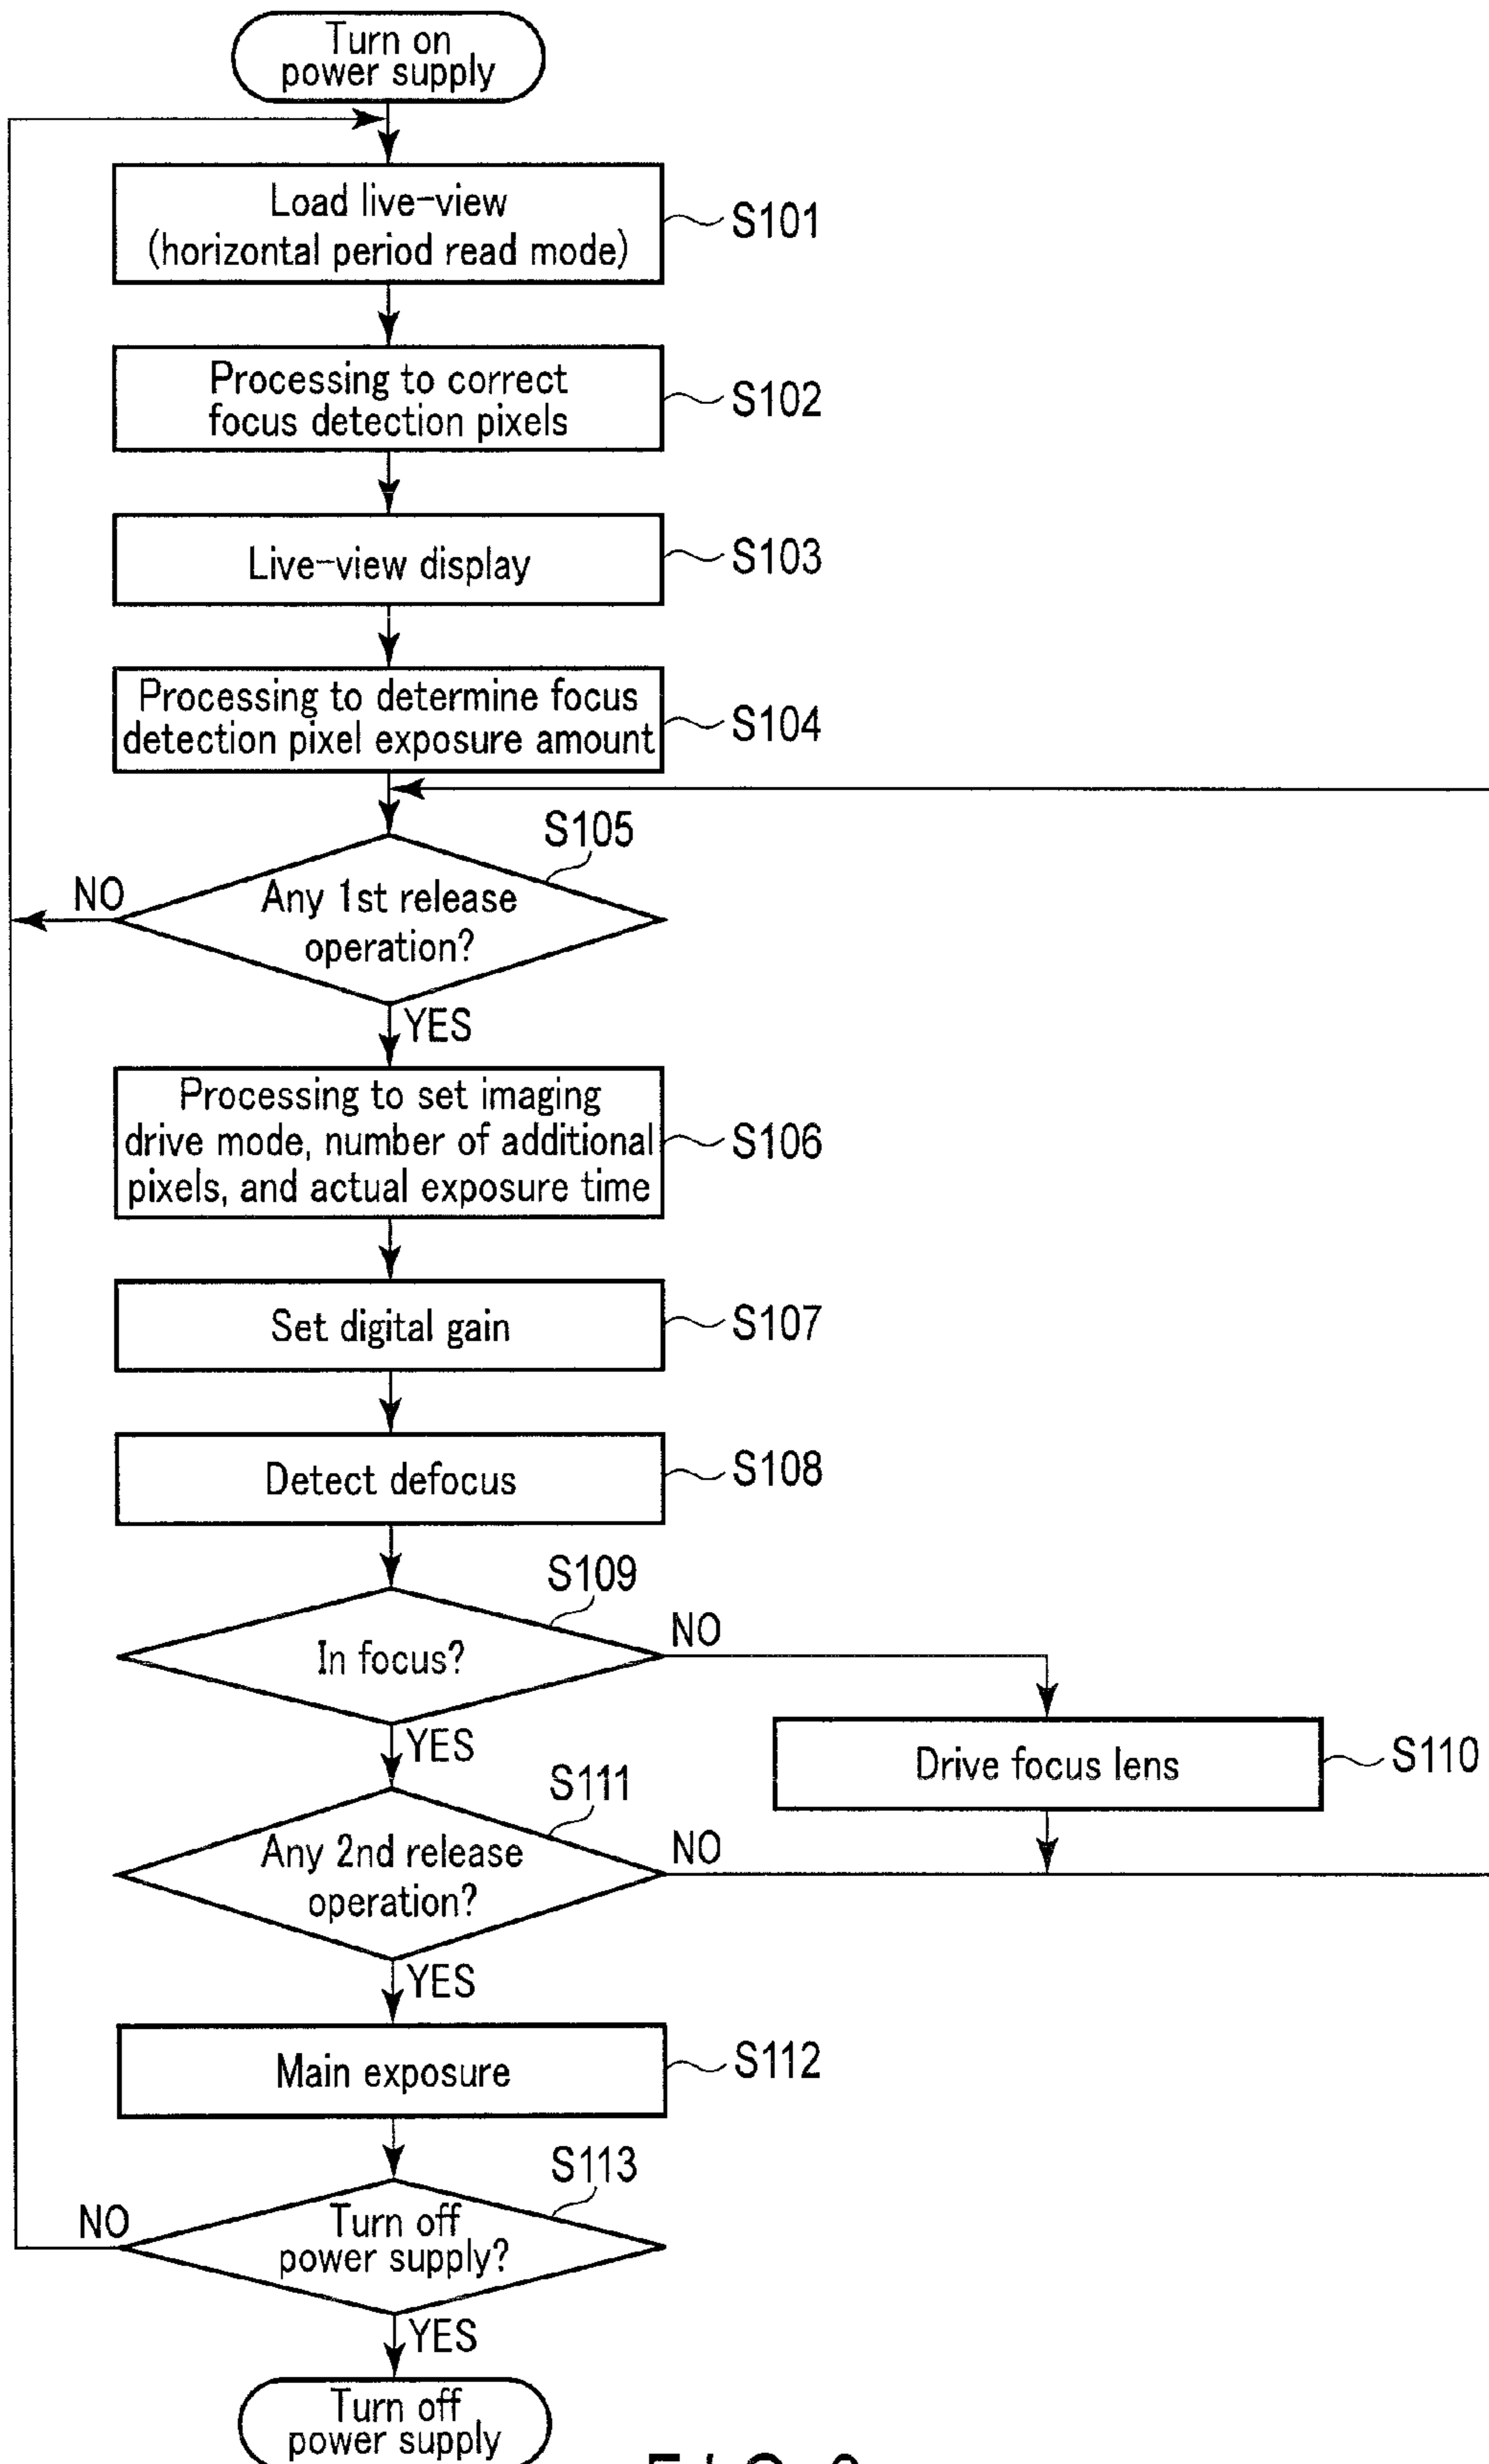 Turn on
power supply
Load live-view
(horizontal period read mode)
S101
Processing to correct
focus detection pixels
S102
Live-view display
S103
Processing to determine focus
detection pixel exposure amount
S104
S105
NO
Any 1st release
operation?
YES
Processing to set imaging
drive mode, number of additional
pixels, and actual exposure time
S106
Set digital gain
S107
Detect defocus
S108
S109
In focus?
NO
YES
Drive focus lens
S110
S111
Any 2nd release
operation?
NO
YES
Main exposure
S112
S113
NO
Turn off
power supply?
YES
Turn off
power supply